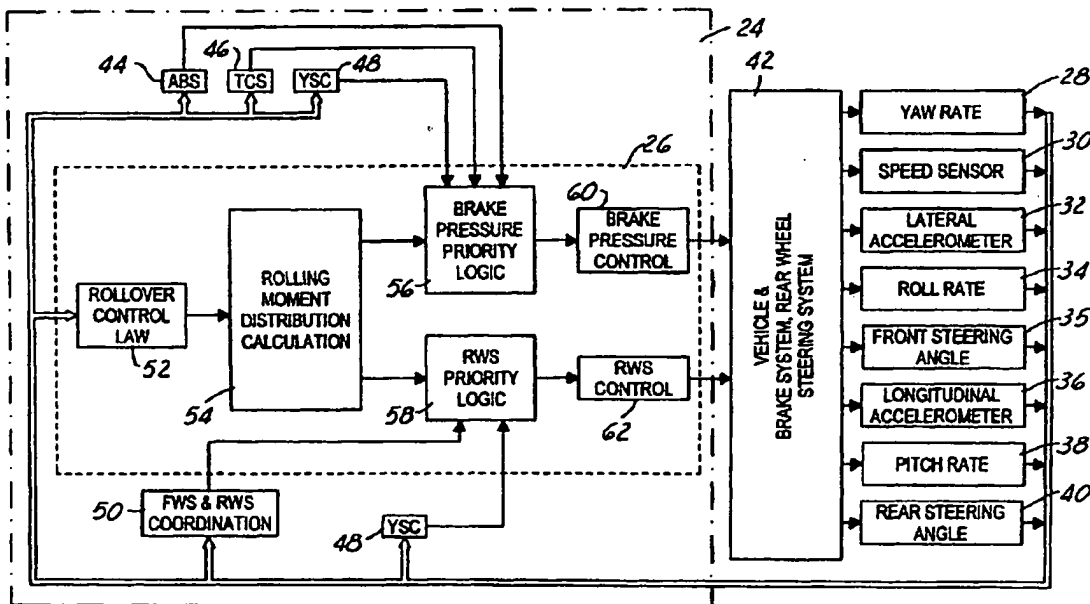 24
44
ABS
46
TCS
48
YSC
42
28
YAW RATE
26
30
SPEED SENSOR
60
32
BRAKE
PRESSURE
PRIORITY
LOGIC
56
BRAKE
PRESSURE
CONTROL
LATERAL
ACCELEROMETER
ROLLING
MOMENT
DISTRIBUTION
CALCULATION
54
ROLLOVER
CONTROL
LAW
52
VEHICLE &
BRAKE SYSTEM, REAR WHEEL
STEERING SYSTEM
34
ROLL RATE
35
FRONT STEERING
ANGLE
RWS
PRIORITY
LOGIC
58
RWS CONTROL
62
36
LONGITUDINAL
ACCELEROMETER
38
PITCH RATE
50
FWS & RWS
COORDINATION
48
YSC
40
REAR STEERING
ANGLE